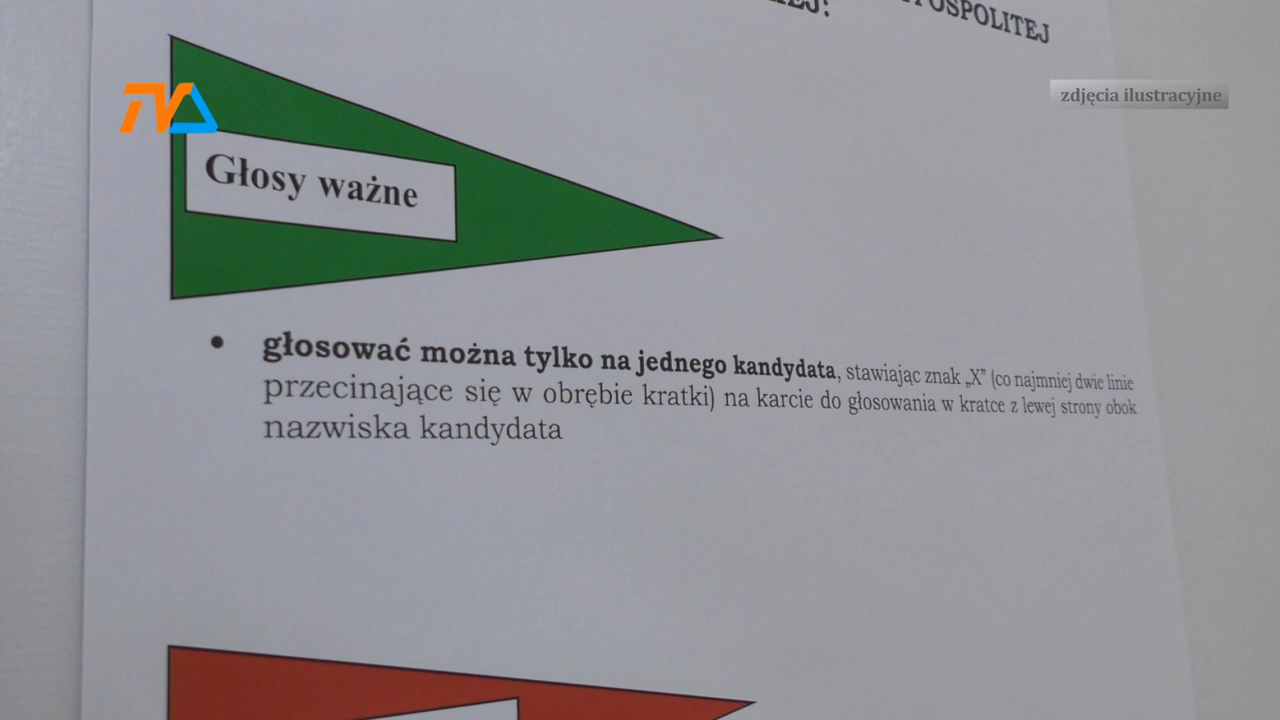 POSPOLITEJ
zdjęcia ilustracyjne
TVA
Głosy ważne
• głosować można tylko na jednego kandydata, stawiając znak „X” (co najmniej dwie linie
przecinające się w obrębie kratki) na karcie do głosowania w kratce z lewej strony obok
nazwiska kandydata